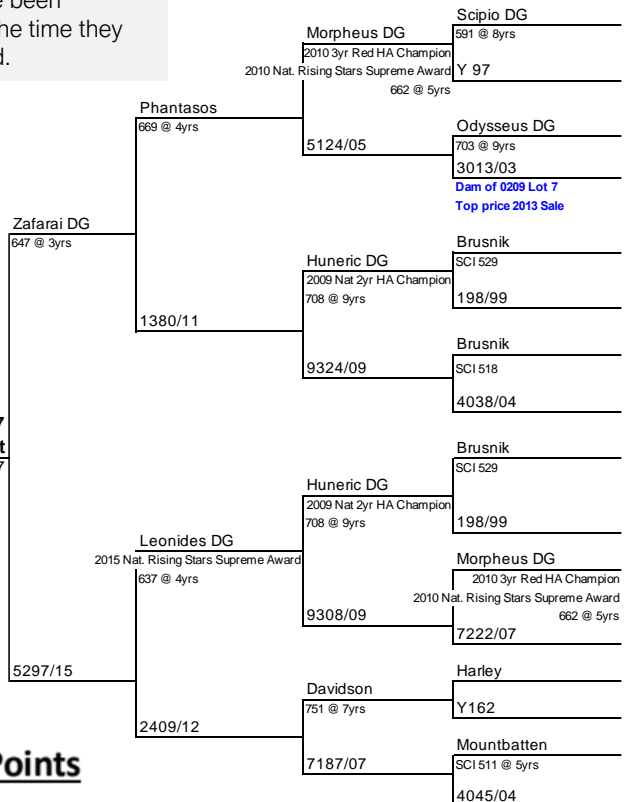 he time they
d.
Scipio DG
591 @ 8yrs
Morpheus DG
2010 3yr Red HA Champion
2010 Nat. Rising Stars Supreme Award
662 @ 5yrs
Y 97
Phantasos
669 @ 4yrs
Odysseus DG
703 @ 9yrs
5124/05
3013/03
Dam of 0209 Lot 7
Top price 2013 Sale
Zafarai DG
647 @ 3yrs
Brusnik
SCI 529
Huneric DG
2009 Nat 2yr HA Champion
708 @ 9yrs
198/99
1380/11
Brusnik
SCI 518
9324/09
4038/04
7
t
7
Brusnik
SCI 529
Huneric DG
2009 Nat 2yr HA Champion
708 @ 9yrs
198/99
Leonides DG
2015 Nat. Rising Stars Supreme Award
637 @ 4yrs
Morpheus DG
2010 3yr Red HA Champion
2010 Nat. Rising Stars Supreme Award
662 @ 5yrs
9308/09
7222/07
5297/15
Harley
Davidson
751 @ 7yrs
Y162
2409/12
Mountbatten
SCI 511 @ 5yrs
7187/07
4045/04
Points